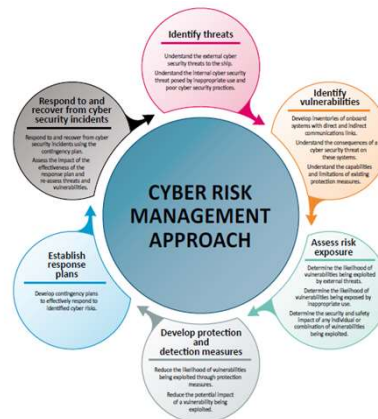 Identify threats
Understand the external cyber
security threats to the ship.
Understand the internal cyber security
threat posed by inappropriate use and
poor cyber security practices.
Identify
vulnerabilities
Develop inventories of onboard
systems with direct and indirect
communications links.
Understand the consequences of a
cyber security threat on these
systems.
Understand the capabilities
and limitations of existing
protection measures.
Assess risk
exposure
Determine the likelihood of
vulnerabilities being exploited
by external threats.
Determine the likelihood of
vulnerabilities being exposed by
inappropriate use.
Determine the security and safety
impact of any individual or
combination of vulnerabilities
being exploited.
Develop protection
and
detection measures
Reduce the likelihood of vulnerabilities
being exploited through protection
measures.
Reduce the potential impact
of a vulnerability being
exploited.
Establish
response plans
Develop contingency plans
to effectively respond to
identified cyber risks.
Respond to and
recover from cyber
security incidents
Respond to and recover from cyber
security incidents using the
contingency plan.
Assess the impact of the
effectiveness of the
response plan and
re-assess threats and
vulnerabilities.
CYBER RISK
MANAGEMENT
APPROACH